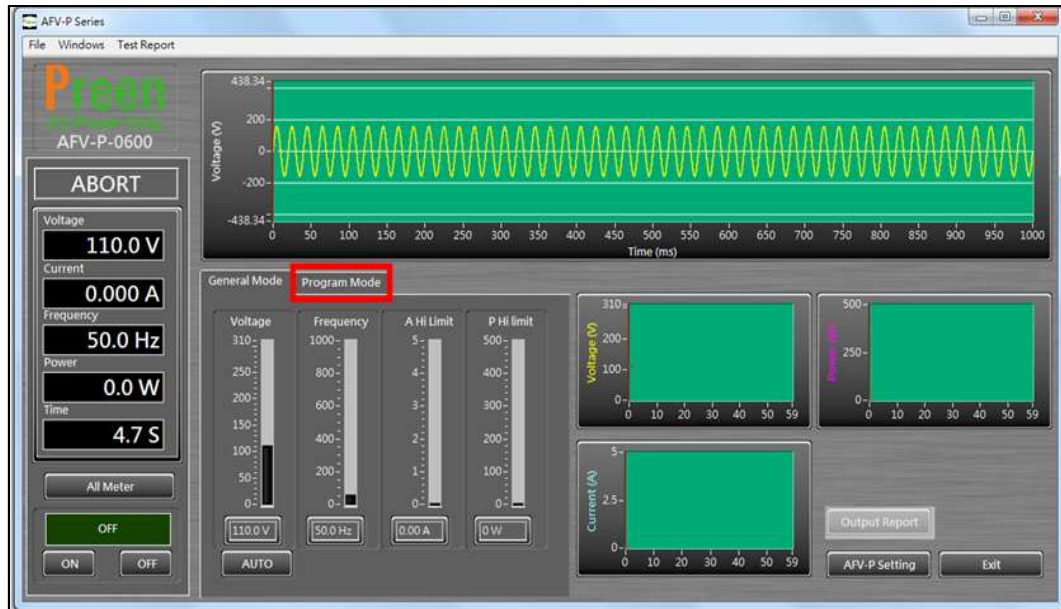 AFV-P Series
File Windows Test Report
Preen
AFV-P-0600
ABORT
Voltage
110.0 V
Current
0.000 A
Frequency
50.0 Hz
Power
0.0 W
Time
4.7 S
All Meter
OFF
ON OFF
Voltage (V)
438.34
200
0
-200
-438.34
0 50 100 150 200 250 300 350 400 450 500 550 600 650 700 750 800 850 900 950 1000
Time (ms)
General Mode Program Mode
Voltage Frequency A Hi Limit P Hi limit
310 1000 5 500
250 800 4 400
200 600 3 300
150 400 2 200
100 200 1 100
50 0 0 0
0
110.0 V 50.0 Hz 0.00 A 0 W
AUTO
Voltage (V)
310
200
100
0
0 10 20 30 40 50 59
Power (W)
500
250
0
0 10 20 30 40 50 59
Current (A)
5
2.5
0
0 10 20 30 40 50 59
Output Report
AFV-P Setting Exit